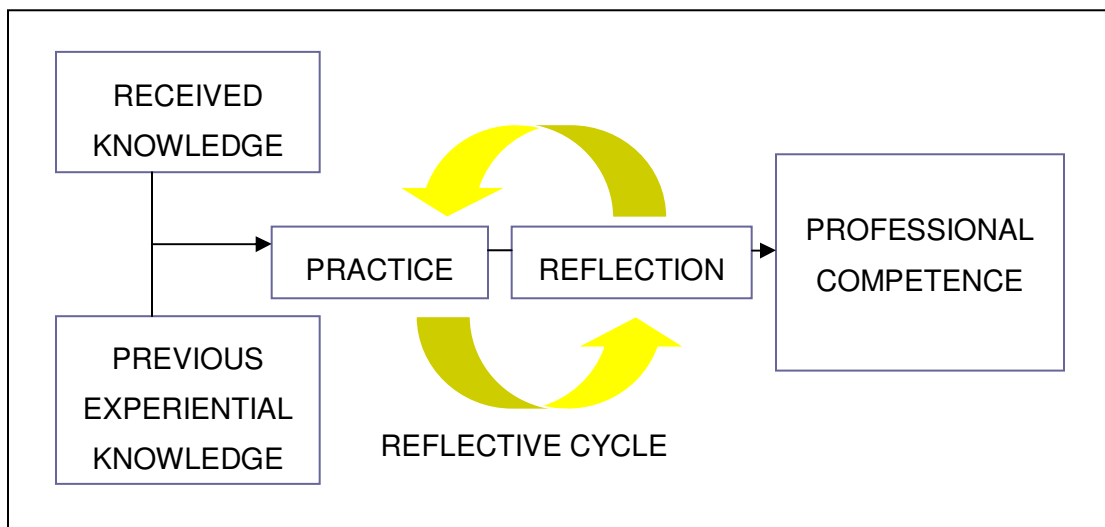 RECEIVED
KNOWLEDGE
PREVIOUS
EXPERIENTIAL
KNOWLEDGE
PRACTICE
REFLECTION
REFLECTIVE CYCLE
PROFESSIONAL
COMPETENCE